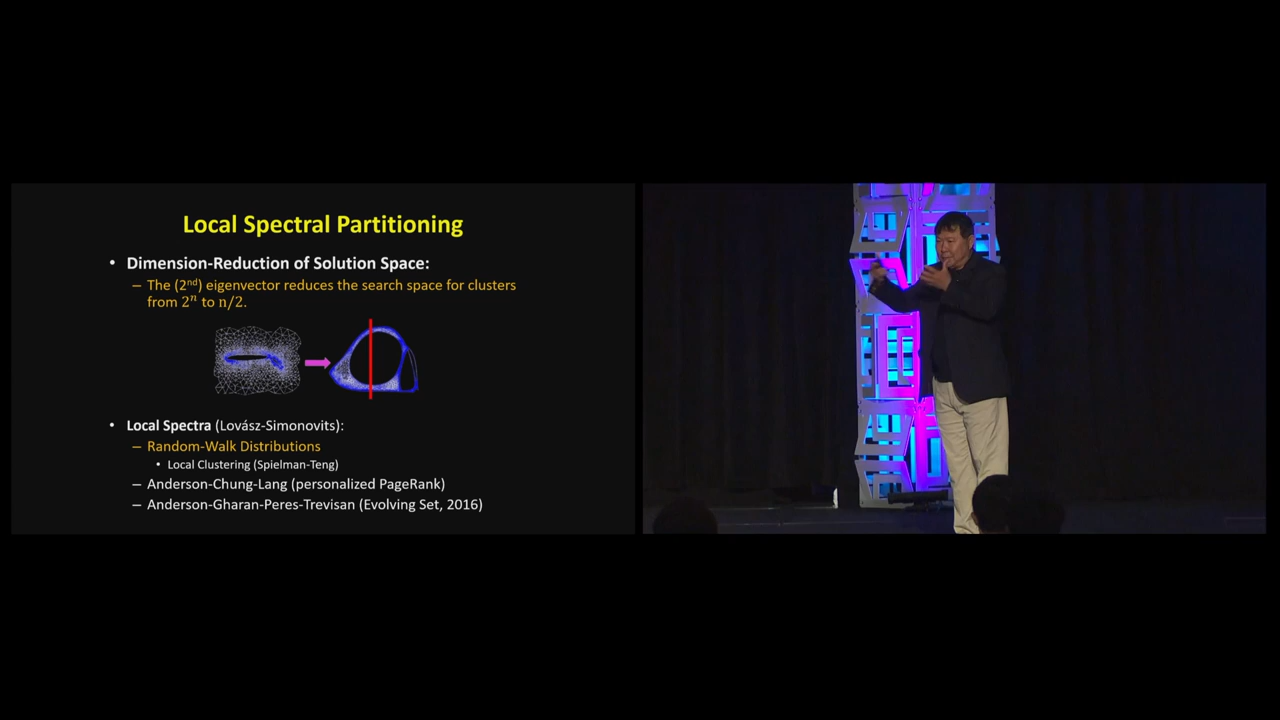 Local Spectral Partitioning
• Dimension-Reduction of Solution Space:
– The (2nd) eigenvector reduces the search space for clusters
from 2ⁿ to n/2.
• Local Spectra (Lovász-Simonovits):
– Random-Walk Distributions
• Local Clustering (Spielman-Teng)
– Anderson-Chung-Lang (personalized PageRank)
– Anderson-Gharan-Peres-Trevisan (Evolving Set, 2016)